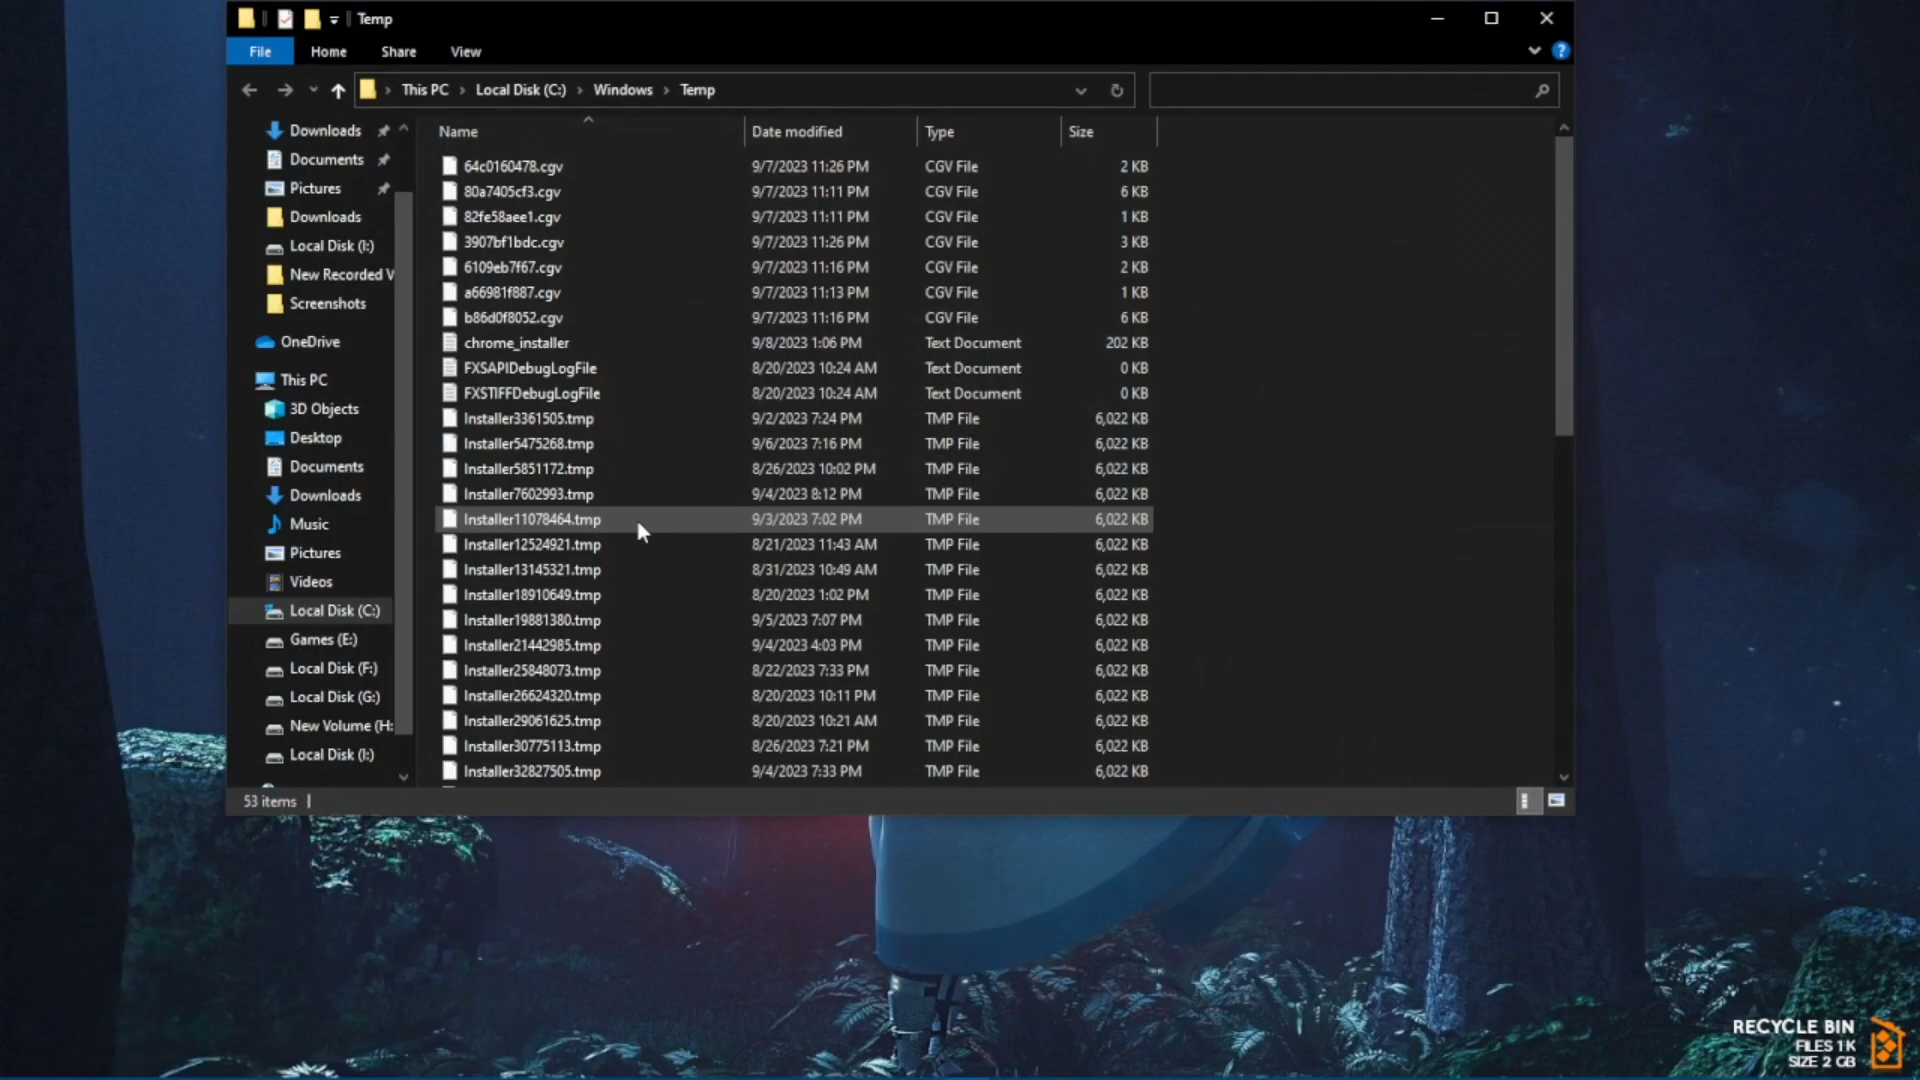 Temp
File Home Share View
This PC > Local Disk (C:) > Windows > Temp
Downloads
Documents
Pictures
Downloads
Local Disk (I:)
New Recorded V
Screenshots
OneDrive
This PC
3D Objects
Desktop
Documents
Downloads
Music
Pictures
Videos
Local Disk (C:)
Games (E:)
Local Disk (F:)
Local Disk (G:)
New Volume (H:
Local Disk (I:)
Name Date modified Type Size
64c0160478.cgv 9/7/2023 11:26 PM CGV File 2 KB
80a7405cf3.cgv 9/7/2023 11:11 PM CGV File 6 KB
82fe58aee1.cgv 9/7/2023 11:11 PM CGV File 1 KB
3907bf1bdc.cgv 9/7/2023 11:26 PM CGV File 3 KB
6109eb7f67.cgv 9/7/2023 11:16 PM CGV File 2 KB
a66981f887.cgv 9/7/2023 11:13 PM CGV File 1 KB
b86d0f8052.cgv 9/7/2023 11:16 PM CGV File 6 KB
chrome_installer 9/8/2023 1:06 PM Text Document 202 KB
FXSAPIDebugLogFile 8/20/2023 10:24 AM Text Document 0 KB
FXSTIFFDebugLogFile 8/20/2023 10:24 AM Text Document 0 KB
Installer3361505.tmp 9/2/2023 7:24 PM TMP File 6,022 KB
Installer5475268.tmp 9/6/2023 7:16 PM TMP File 6,022 KB
Installer5851172.tmp 8/26/2023 10:02 PM TMP File 6,022 KB
Installer7602993.tmp 9/4/2023 8:12 PM TMP File 6,022 KB
Installer11078464.tmp 9/3/2023 7:02 PM TMP File 6,022 KB
Installer12524921.tmp 8/21/2023 11:43 AM TMP File 6,022 KB
Installer13145321.tmp 8/31/2023 10:49 AM TMP File 6,022 KB
Installer18910649.tmp 8/20/2023 1:02 PM TMP File 6,022 KB
Installer19881380.tmp 9/5/2023 7:07 PM TMP File 6,022 KB
Installer21442985.tmp 9/4/2023 4:03 PM TMP File 6,022 KB
Installer25848073.tmp 8/22/2023 7:33 PM TMP File 6,022 KB
Installer26624320.tmp 8/20/2023 10:11 PM TMP File 6,022 KB
Installer29061625.tmp 8/20/2023 10:21 AM TMP File 6,022 KB
Installer30775113.tmp 8/26/2023 7:21 PM TMP File 6,022 KB
Installer32827505.tmp 9/4/2023 7:33 PM TMP File 6,022 KB
53 items
RECYCLE BIN
FILES 1 K
SIZE 2 GB